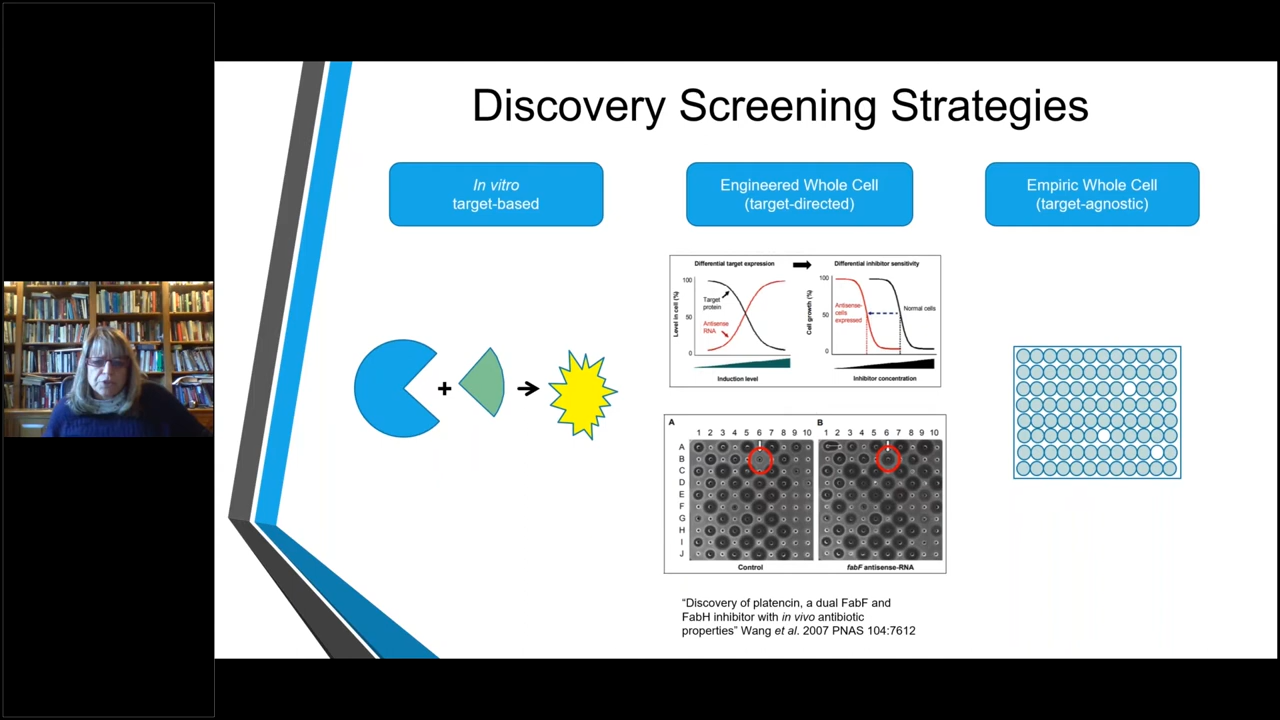 Discovery Screening Strategies
In vitro
target-based
Engineered Whole Cell
(target-directed)
Empiric Whole Cell
(target-agnostic)
Differential target expression
Differential inhibitor sensitivity
Level in cell (%)
100
50
0
Target
protein
Antisense
RNA
Induction level
Cell growth (%)
100
50
0
Antisense-
cells
expressed
Normal cells
Inhibitor concentration
+
A
1 2 3 4 5 6 7 8 9 10
A
B
C
D
E
F
G
H
I
J
Control
B
1 2 3 4 5 6 7 8 9 10
fabF antisense-RNA
“Discovery of platencin, a dual FabF and
FabH inhibitor with in vivo antibiotic
properties” Wang et al. 2007 PNAS 104:7612